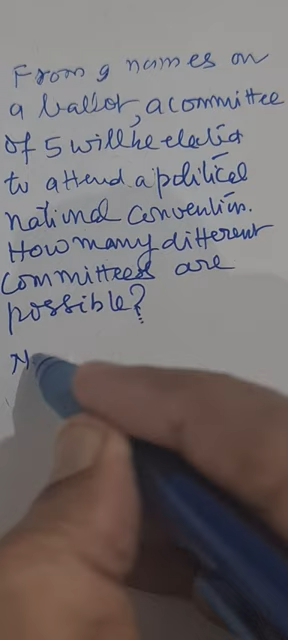 From 9 names on
a ballot, a committee
of 5 will be elected
to attend a political
national convention.
How many different
committees are
possible?
N